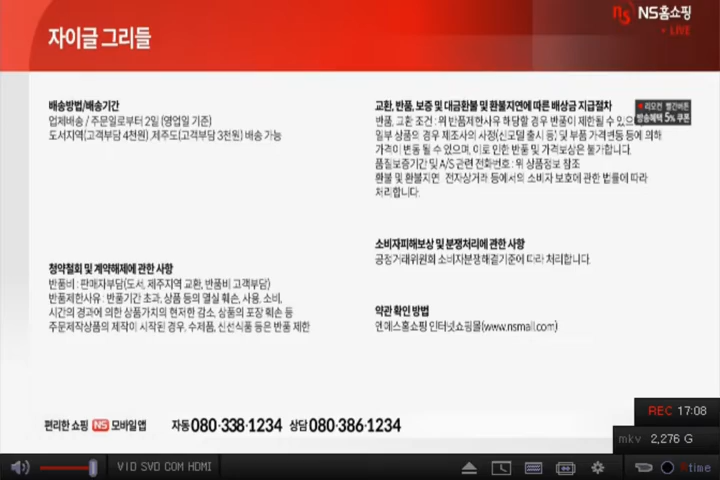 자이글 그리들
NS홈쇼핑
LIVE
배송방법/배송기간
업체배송 / 주문일로부터 2일 (영업일 기준)
도서지역(고객부담 4천원) 제주도(고객부담 3천원) 배송 가능
교환, 반품, 보증 및 대금환불 및 환불지연에 따른 배상금 지급절차
리모컨 빨간버튼
방송혜택 5% 쿠폰
반품, 교환 조건 : 위 반품제한사유 해당할 경우 반품이 제한될 수 있으
일부 상품의 경우 제조사의 사정(신모델 출시 등) 및 부품 가격변동 등에 의해
가격이 변동 될 수 있으며, 이로 인한 반품 및 가격보상은 불가합니다.
품질보증기간 및 A/S 관련 전화번호 : 위 상품정보 참조
환불 및 환불지연 전자상거래 등에서의 소비자 보호에 관한 법률에 따라
처리합니다.
소비자피해보상 및 분쟁처리에 관한 사항
공정거래위원회 소비자분쟁해결기준에 따라 처리합니다.
청약철회 및 계약해제에 관한 사항
반품비 : 판매자부담(도서, 제주지역 교환, 반품비 고객부담)
반품제한사유 : 반품기간 초과, 상품 등의 멸실 훼손, 사용, 소비,
시간의 경과에 의한 상품가치의 현저한 감소, 상품의 포장 훼손 등
주문제작상품의 제작이 시작된 경우, 수제품, 신선식품 등은 반품 제한
약관 확인 방법
엔에스홈쇼핑 인터넷쇼핑몰(www.nsmall.com)
편리한 쇼핑 NS 모바일 앱 자동 080·338·1234 상담 080·386·1234
REC 17:08
mkv 2,276 G
VID SVD COM HDMI
Xtime